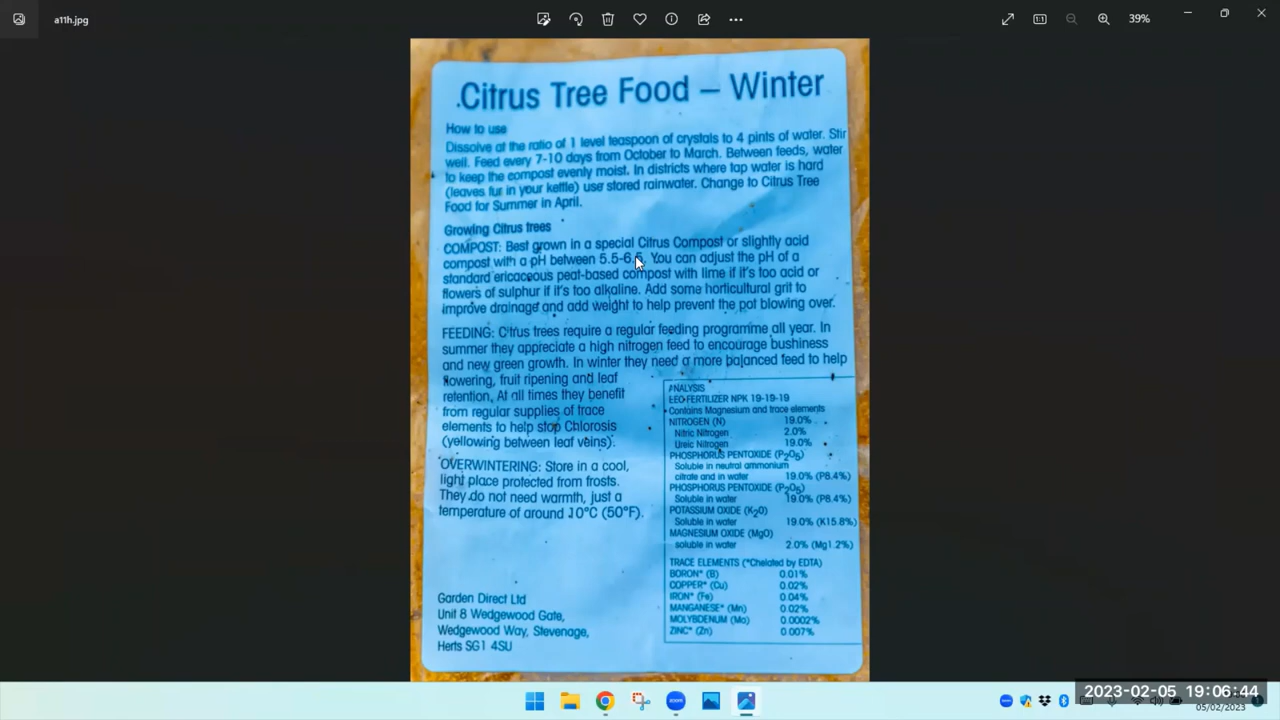 a11h.jpg
39%
Citrus Tree Food – Winter
How to use
Dissolve at the ratio of 1 level teaspoon of crystals to 4 pints of water. Stir
well. Feed every 7-10 days from October to March. Between feeds, water
to keep the compost evenly moist. In districts where tap water is hard
(leaves fur in your kettle) use stored rainwater. Change to Citrus Tree
Food for Summer in April.
Growing Citrus trees
COMPOST: Best grown in a special Citrus Compost or slightly acid
compost with a pH between 5.5-6.5. You can adjust the pH of a
standard ericaceous peat-based compost with lime if it's too acid or
flowers of sulphur if it's too alkaline. Add some horticultural grit to
improve drainage and add weight to help prevent the pot blowing over.
FEEDING: Citrus trees require a regular feeding programme all year. In
summer they appreciate a high nitrogen feed to encourage bushiness
and new green growth. In winter they need a more balanced feed to help
flowering, fruit ripening and leaf
retention. At all times they benefit
from regular supplies of trace
elements to help stop Chlorosis
(yellowing between leaf veins).
OVERWINTERING: Store in a cool,
light place protected from frosts.
They do not need warmth, just a
temperature of around 10°C (50°F).
Garden Direct Ltd
Unit 8 Wedgewood Gate,
Wedgewood Way, Stevenage,
Herts SG1 4SU
ANALYSIS
EEC FERTILIZER NPK 19-19-19
Contains Magnesium and trace elements
NITROGEN (N) 19.0%
Nitric Nitrogen 2.0%
Ureic Nitrogen 19.0%
PHOSPHORUS PENTOXIDE (P2O5)
Soluble in neutral ammonium
citrate and in water 19.0% (P8.4%)
PHOSPHORUS PENTOXIDE (P2O5)
Soluble in water 19.0% (P8.4%)
POTASSIUM OXIDE (K2O)
Soluble in water 19.0% (K15.8%)
MAGNESIUM OXIDE (MgO)
soluble in water 2.0% (Mg1.2%)
TRACE ELEMENTS (*Chelated by EDTA)
BORON* (B) 0.01%
COPPER* (Cu) 0.02%
IRON* (Fe) 0.04%
MANGANESE* (Mn) 0.02%
MOLYBDENUM (Mo) 0.0002%
ZINC* (Zn) 0.007%
zoom
2023-02-05 19:06:44
05/02/2023